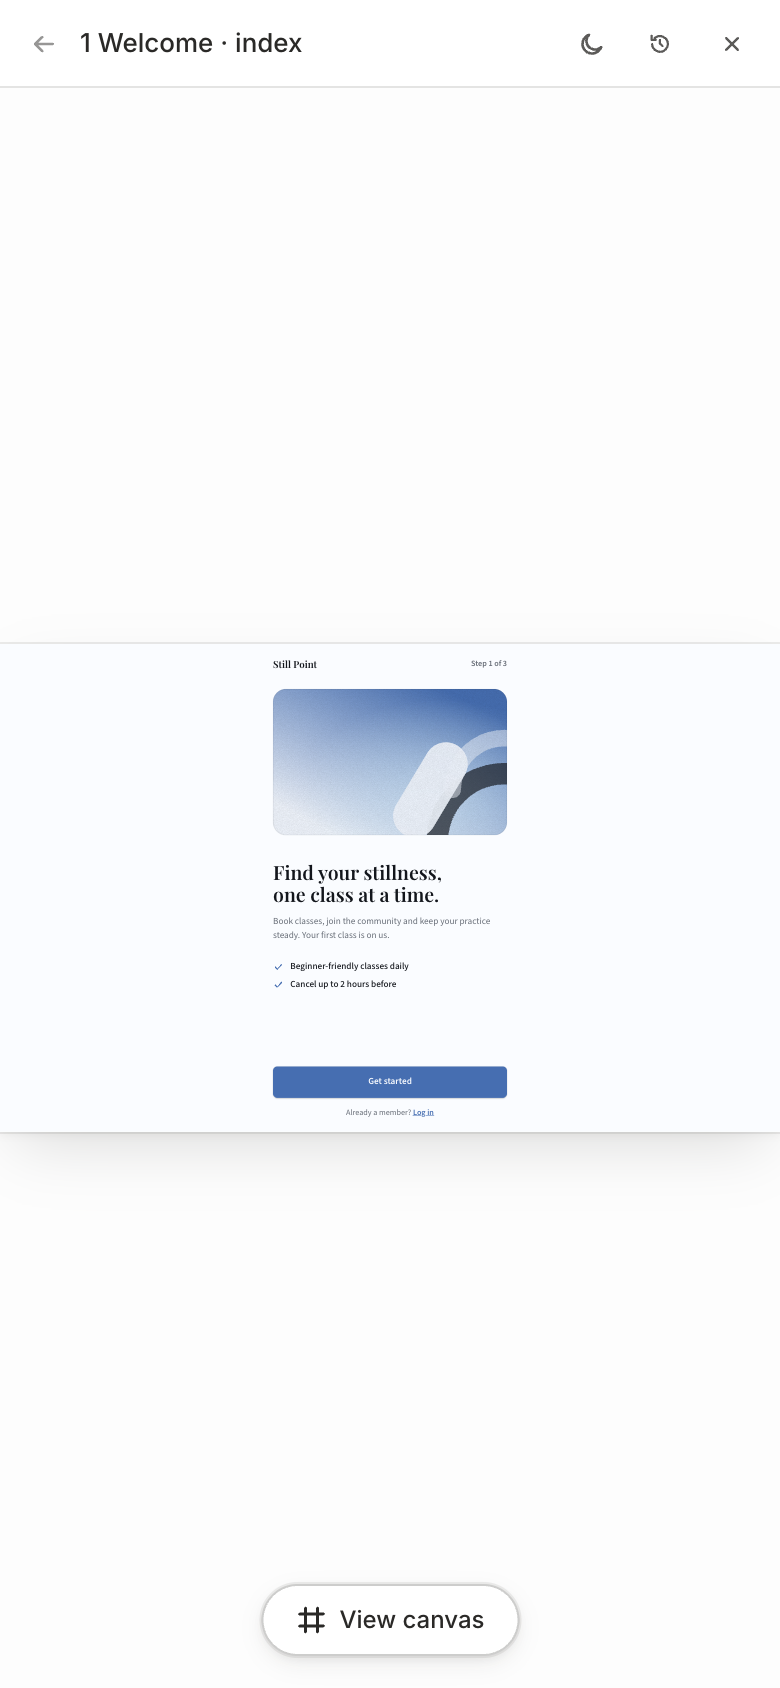 1 Welcome · index
Still Point
Step 1 of 3
Find your stillness,
one class at a time.
Book classes, join the community and keep your practice
steady. Your first class is on us.
Beginner-friendly classes daily
Cancel up to 2 hours before
Get started
Already a member? Log in
View canvas